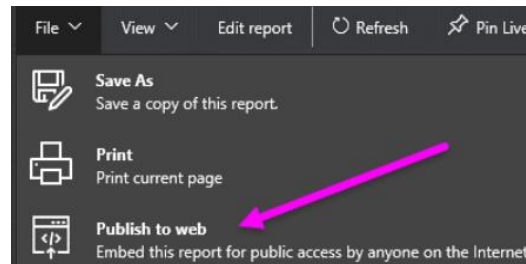 File View Edit report Refresh Pin Live
Save As
Save a copy of this report.
Print
Print current page
Publish to web
Embed this report for public access by anyone on the Internet